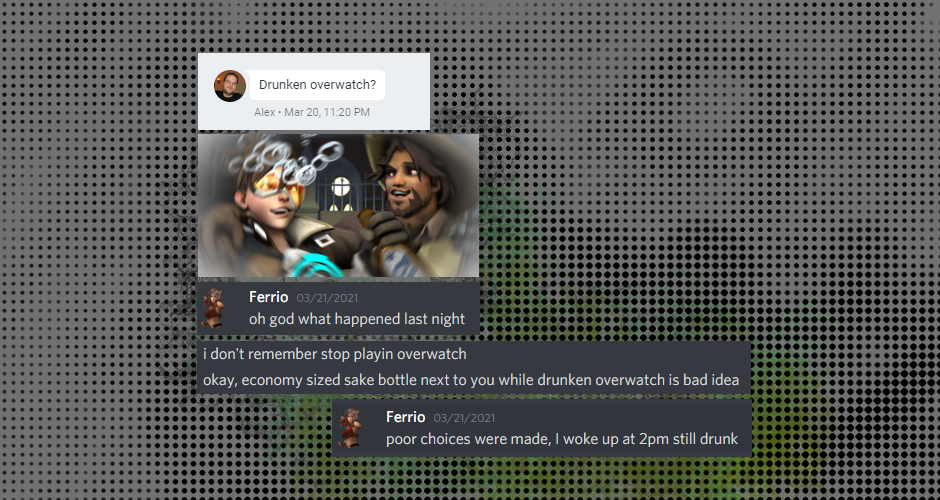 Drunken overwatch?
Alex • Mar 20, 11:20 PM
Ferrio 03/21/2021
oh god what happened last night
i don't remember stop playin overwatch
okay, economy sized sake bottle next to you while drunken overwatch is bad idea
Ferrio 03/21/2021
poor choices were made, I woke up at 2pm still drunk